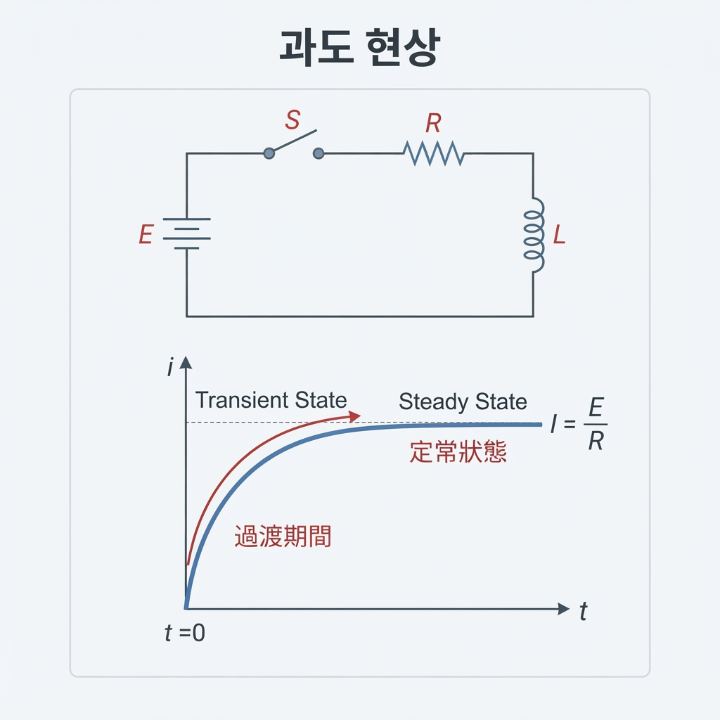 과도 현상
S
R
E
L
i
Transient State
Steady State
I = E/R
定常狀態
過渡期間
t
t =0